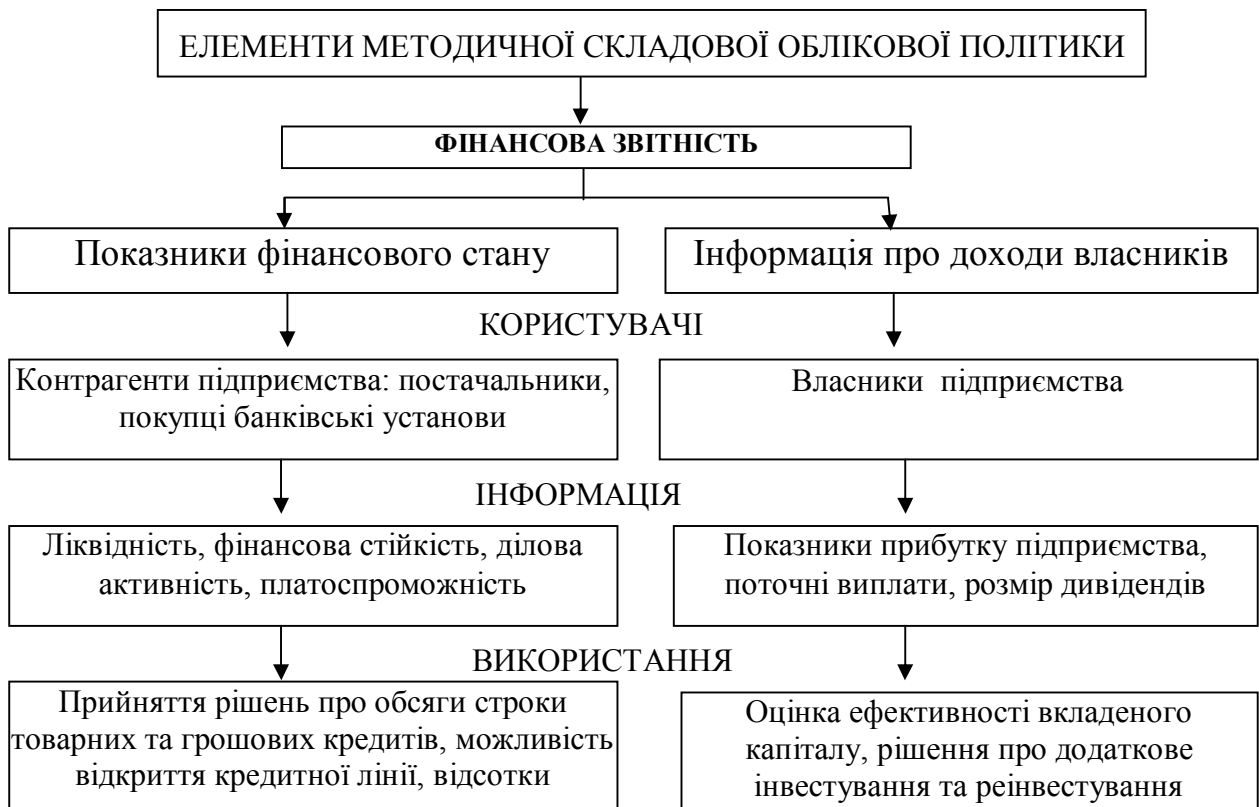 ЕЛЕМЕНТИ МЕТОДИЧНОЇ СКЛАДОВОЇ ОБЛІКОВОЇ ПОЛІТИКИ
ФІНАНСОВА ЗВІТНІСТЬ
Показники фінансового стану
Інформація про доходи власників
КОРИСТУВАЧІ
Контрагенти підприємства: постачальники,
покупці банківські установи
Власники підприємства
ІНФОРМАЦІЯ
Ліквідність, фінансова стійкість, ділова
активність, платоспроможність
Показники прибутку підприємства,
поточні виплати, розмір дивідендів
ВИКОРИСТАННЯ
Прийняття рішень про обсяги строки
товарних та грошових кредитів, можливість
відкриття кредитної лінії, відсотки
Оцінка ефективності вкладеного
капіталу, рішення про додаткове
інвестування та реінвестування